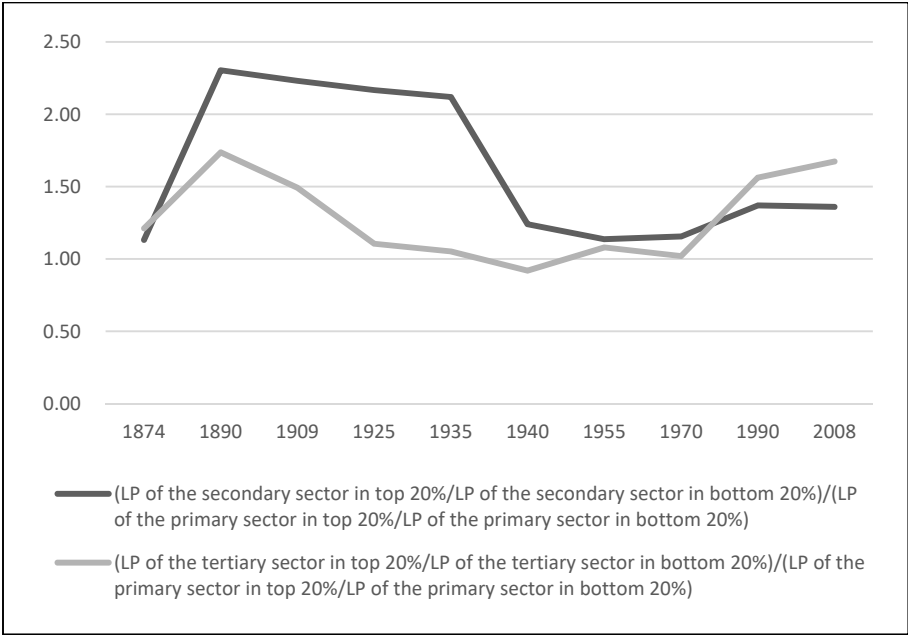 2.50
2.00
1.50
1.00
0.50
0.00
1874 1890 1909 1925 1935 1940 1955 1970 1990 2008
(LP of the secondary sector in top 20%/LP of the secondary sector in bottom 20%)/(LP
of the primary sector in top 20%/LP of the primary sector in bottom 20%)
(LP of the tertiary sector in top 20%/LP of the tertiary sector in bottom 20%)/(LP of the
primary sector in top 20%/LP of the primary sector in bottom 20%)